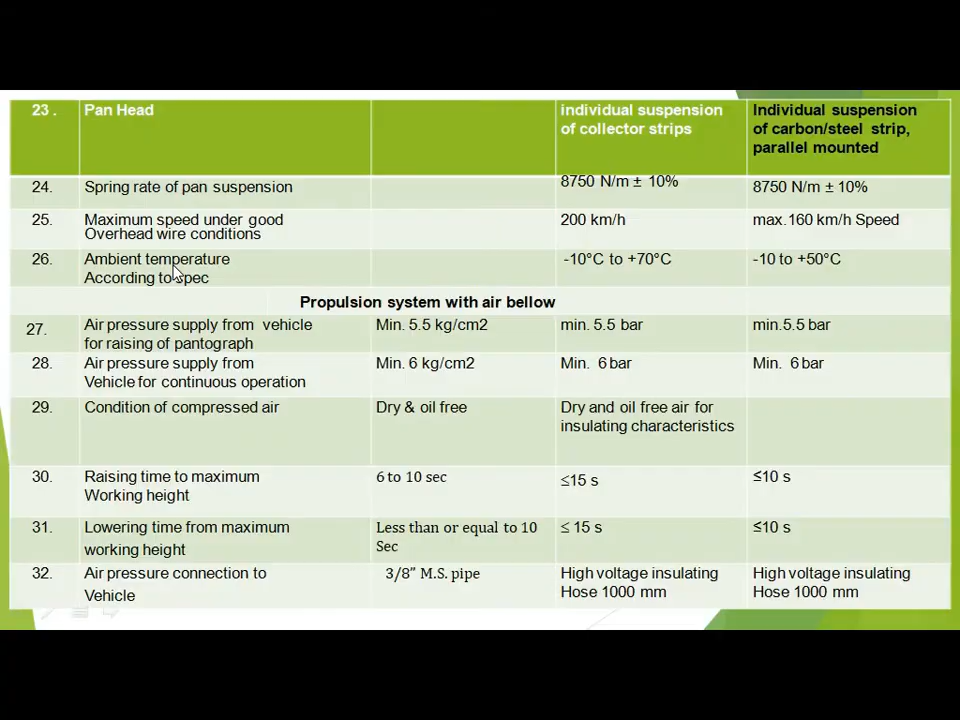 23 . Pan Head individual suspension of collector strips Individual suspension of carbon/steel strip, parallel mounted
24. Spring rate of pan suspension 8750 N/m ± 10% 8750 N/m ± 10%
25. Maximum speed under good Overhead wire conditions 200 km/h max.160 km/h Speed
26. Ambient temperature According to spec -10°C to +70°C -10 to +50°C
Propulsion system with air bellow
27. Air pressure supply from vehicle for raising of pantograph Min. 5.5 kg/cm2 min. 5.5 bar min.5.5 bar
28. Air pressure supply from Vehicle for continuous operation Min. 6 kg/cm2 Min. 6 bar Min. 6 bar
29. Condition of compressed air Dry & oil free Dry and oil free air for insulating characteristics
30. Raising time to maximum Working height 6 to 10 sec ≤15 s ≤10 s
31. Lowering time from maximum working height Less than or equal to 10 Sec ≤ 15 s ≤10 s
32. Air pressure connection to Vehicle 3/8" M.S. pipe High voltage insulating Hose 1000 mm High voltage insulating Hose 1000 mm